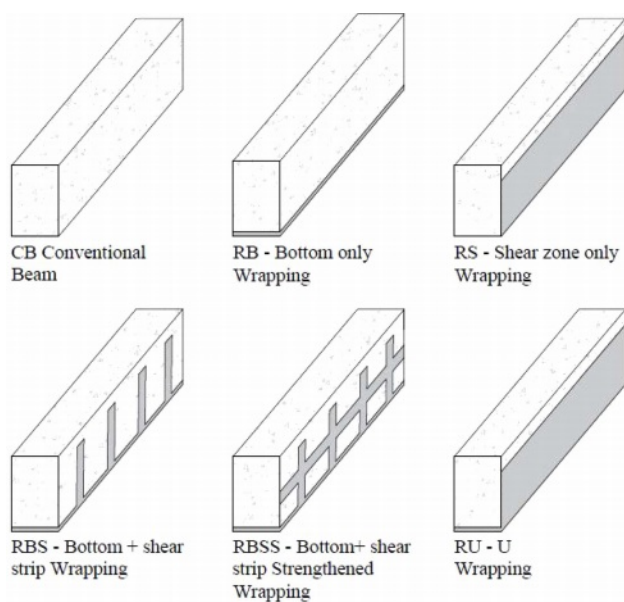 CB Conventional
Beam
RB - Bottom only
Wrapping
RS - Shear zone only
Wrapping
RBS - Bottom + shear
strip Wrapping
RBSS - Bottom+ shear
strip Strengthened
Wrapping
RU - U
Wrapping